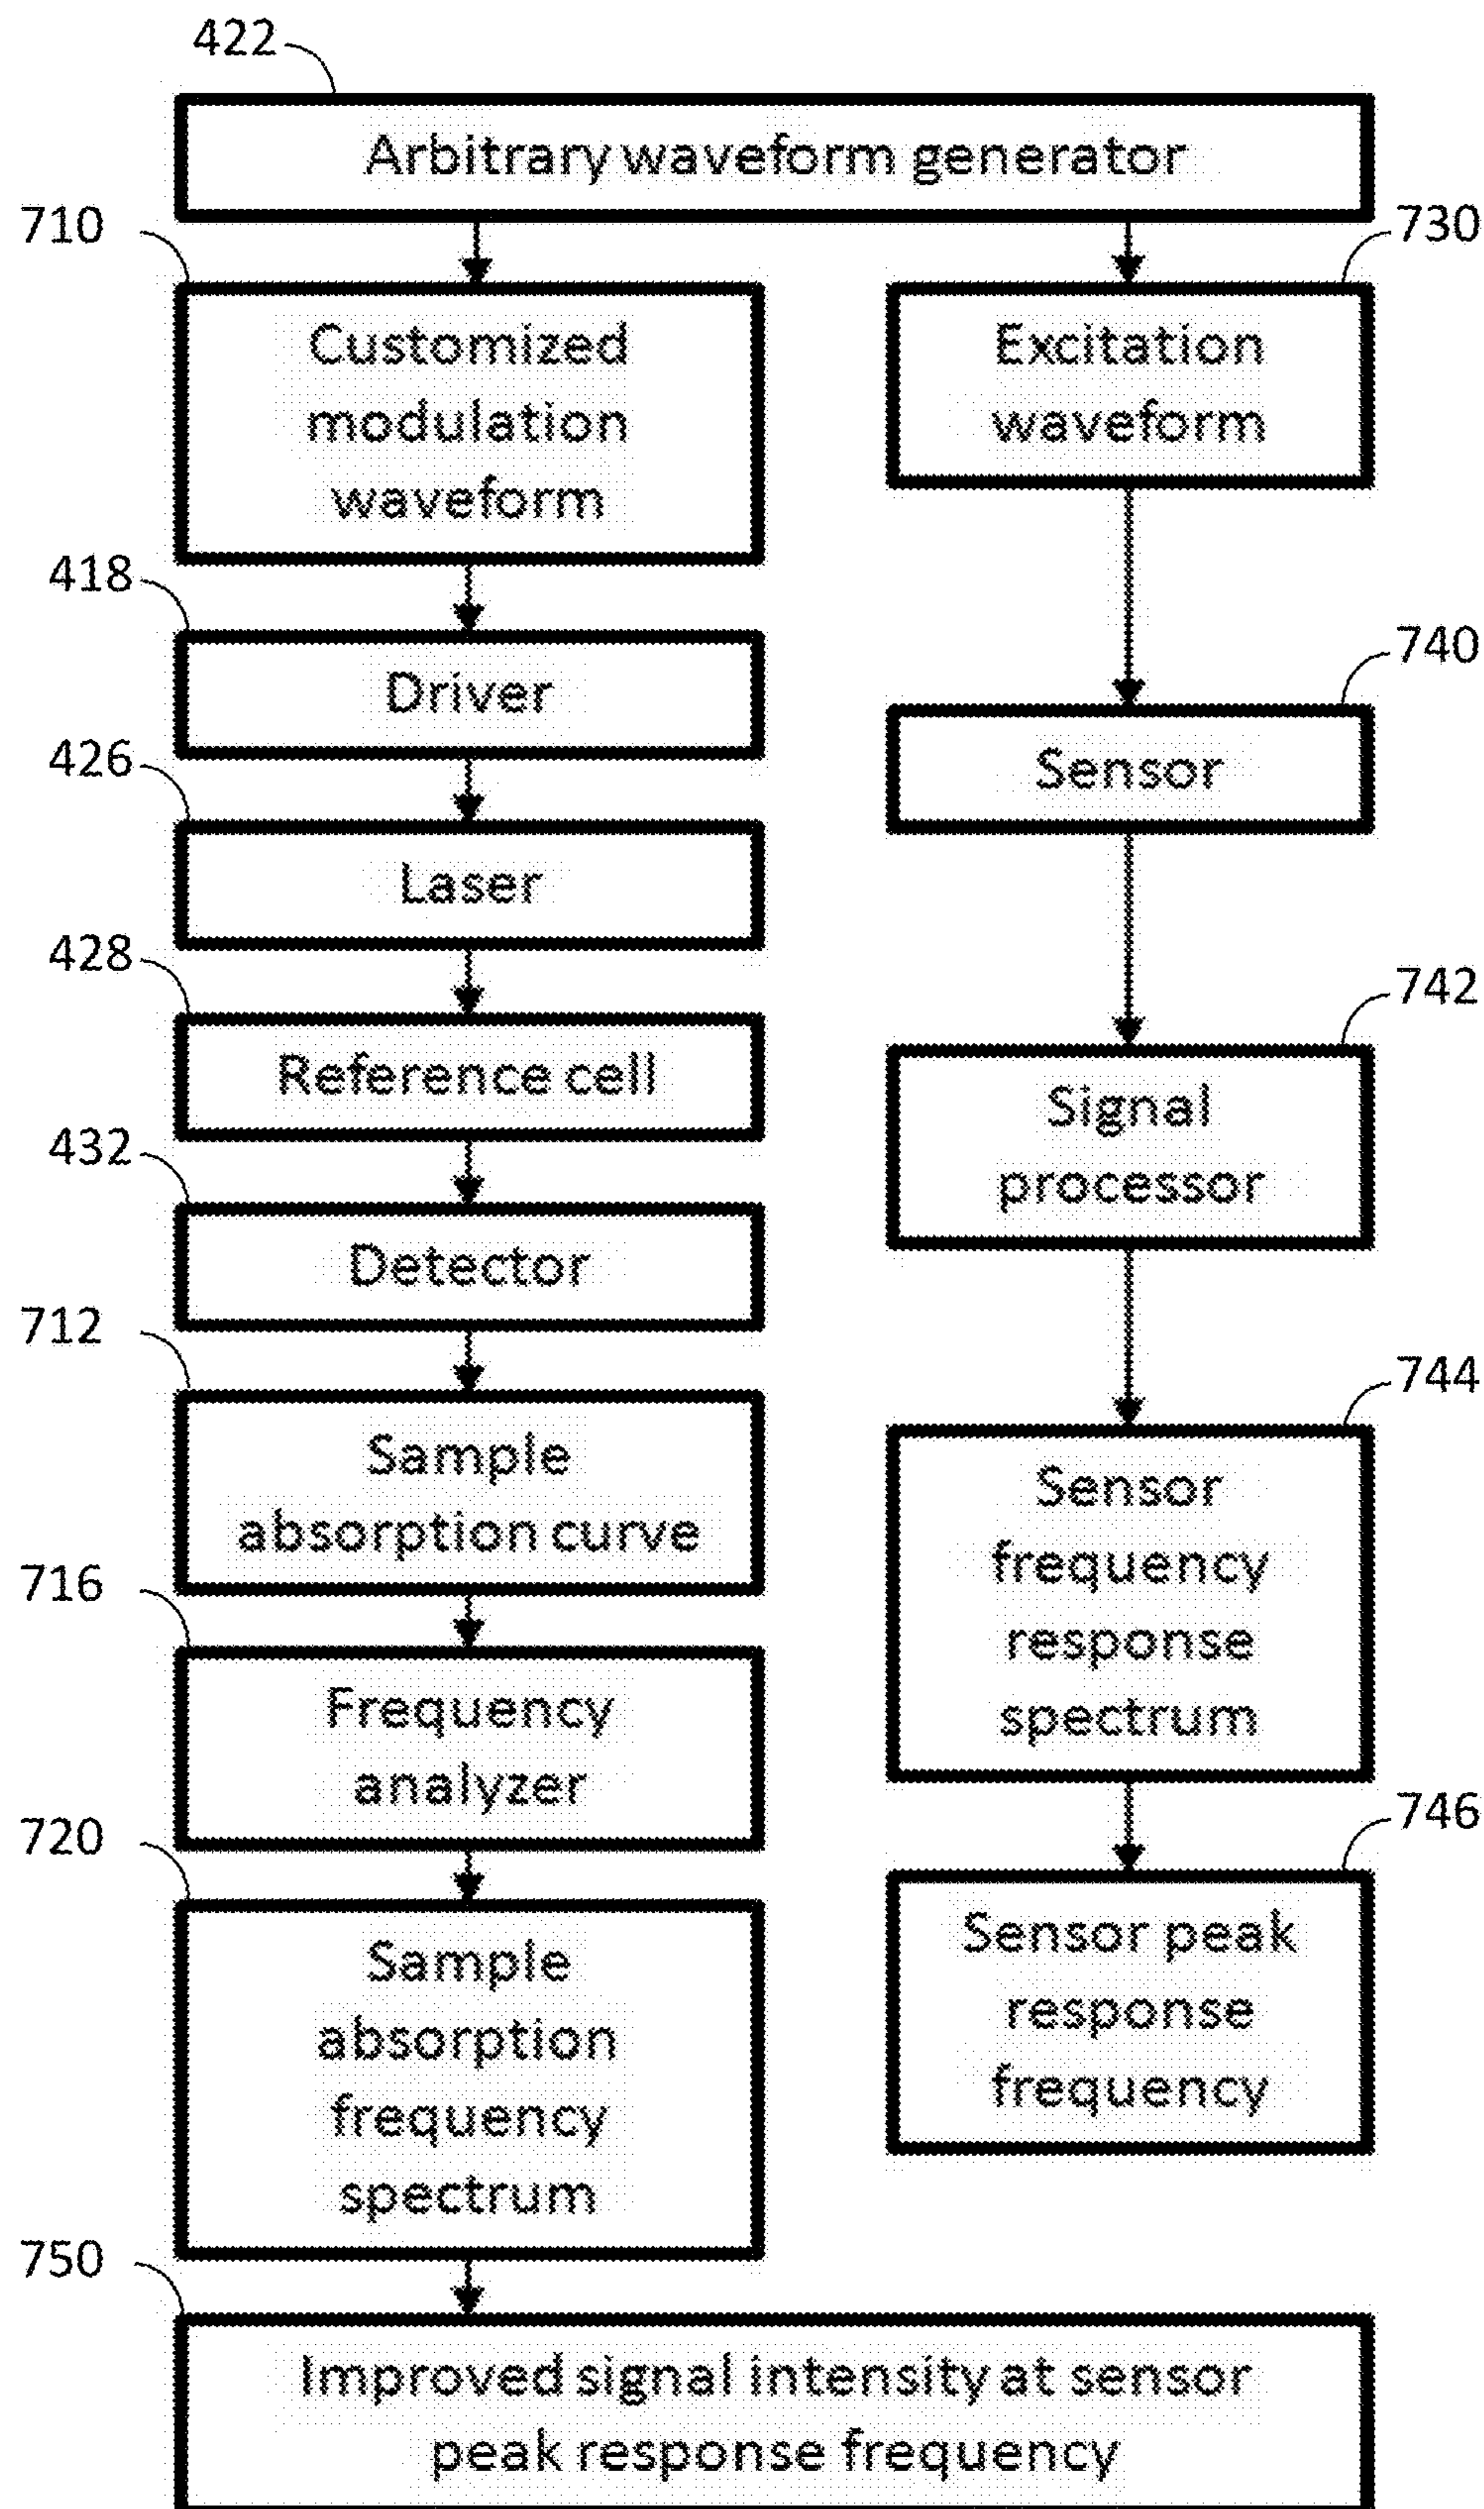 422
Arbitrary waveform generator
710
Customized
modulation
waveform
418
Driver
426
Laser
428
Reference cell
432
Detector
712
Sample
absorption curve
716
Frequency
analyzer
720
Sample
absorption
frequency
spectrum
730
Excitation
waveform
740
Sensor
742
Signal
processor
744
Sensor
frequency
response
spectrum
746
Sensor peak
response
frequency
750
Improved signal intensity at sensor
peak response frequency